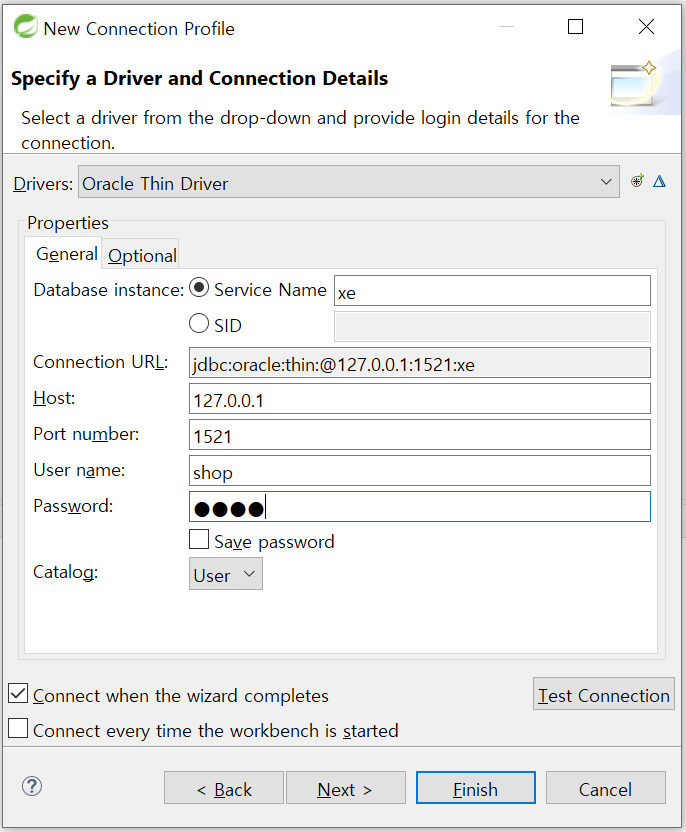 New Connection Profile
Specify a Driver and Connection Details
Select a driver from the drop-down and provide login details for the
connection.
Drivers: Oracle Thin Driver
Properties
General Optional
Database instance: Service Name xe
SID
Connection URL: jdbc:oracle:thin:@127.0.0.1:1521:xe
Host: 127.0.0.1
Port number: 1521
User name: shop
Password: ●●●●
Save password
Catalog: User
Connect when the wizard completes Test Connection
Connect every time the workbench is started
? < Back Next > Finish Cancel